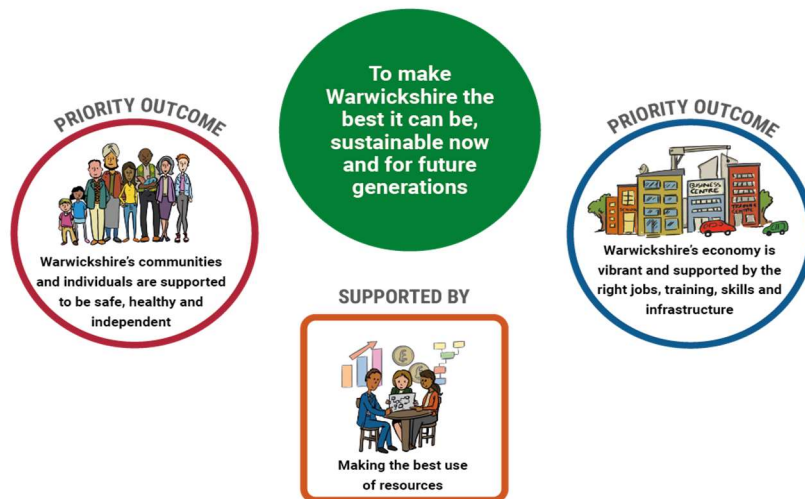 To make
Warwickshire the
best it can be,
sustainable now
and for future
generations
PRIORITY OUTCOME
Warwickshire's communities
and individuals are supported
to be safe, healthy and
independent
PRIORITY OUTCOME
BUSINESS
CENTRE
Warwickshire's economy is
vibrant and supported by the
right jobs, training, skills and
infrastructure
SUPPORTED BY
£
Making the best use
of resources